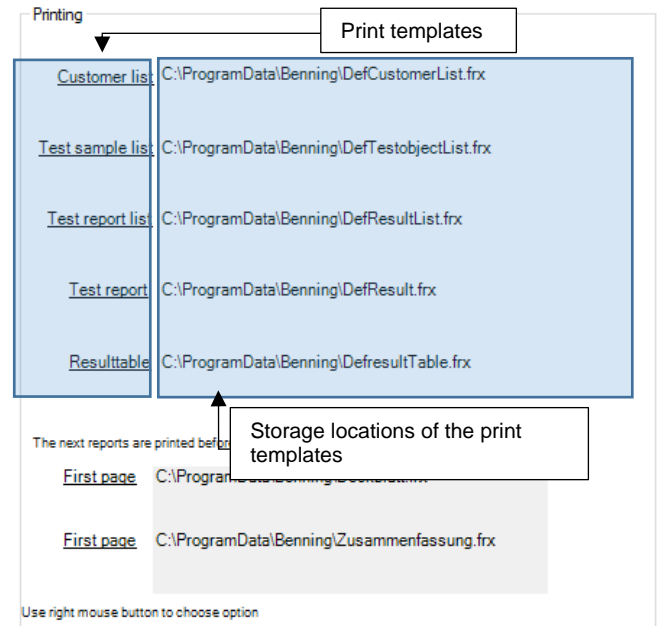 Printing
Print templates
Customer list C:\ProgramData\Benning\DefCustomerList.frx
Test sample list C:\ProgramData\Benning\DefTestobjectList.frx
Test report list C:\ProgramData\Benning\DefResultList.frx
Test report C:\ProgramData\Benning\DefResult.frx
Resulttable C:\ProgramData\Benning\DefresultTable.frx
Storage locations of the print
templates
The next reports are printed before
First page
First page C:\ProgramData\Benning\Zusammenfassung.frx
Use right mouse button to choose option